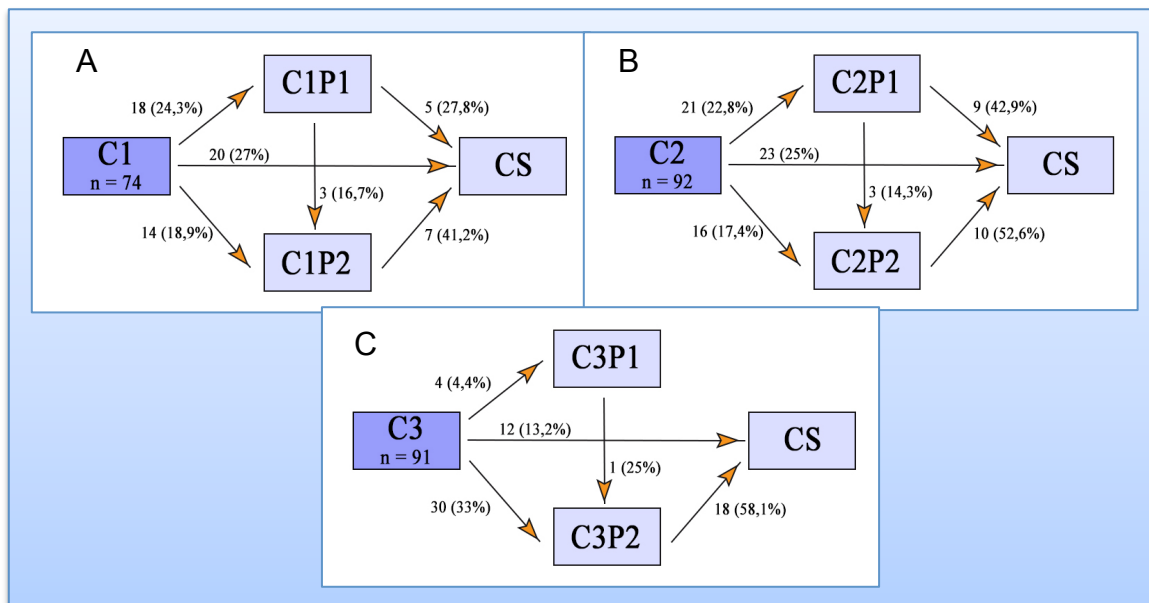 A
C1P1
18 (24,3%)
5 (27,8%)
C1
n = 74
20 (27%)
CS
3 (16,7%)
14 (18,9%)
7 (41,2%)
C1P2
B
C2P1
21 (22,8%)
9 (42,9%)
C2
n = 92
23 (25%)
CS
3 (14,3%)
16 (17,4%)
10 (52,6%)
C2P2
C
C3P1
4 (4,4%)
C3
n = 91
12 (13,2%)
CS
1 (25%)
30 (33%)
18 (58,1%)
C3P2